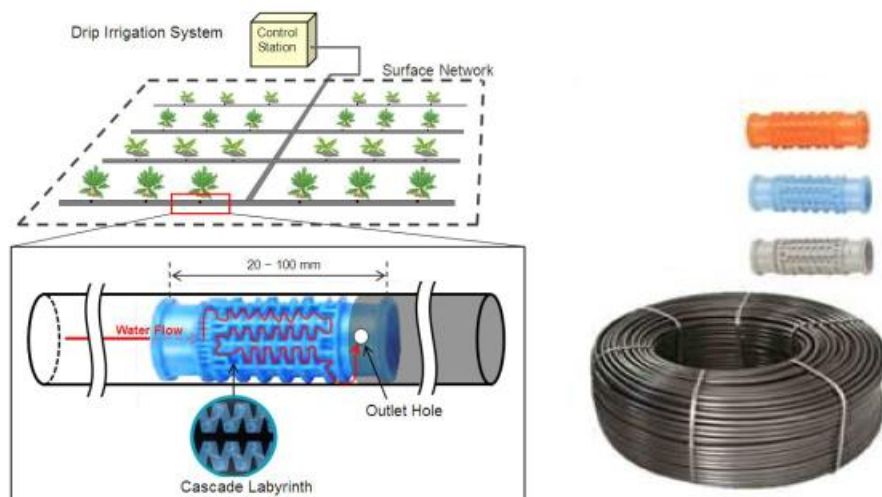 Drip Irrigation System
Control
Station
Surface Network
20 – 100 mm
Water Flow
Outlet Hole
Cascade Labyrinth